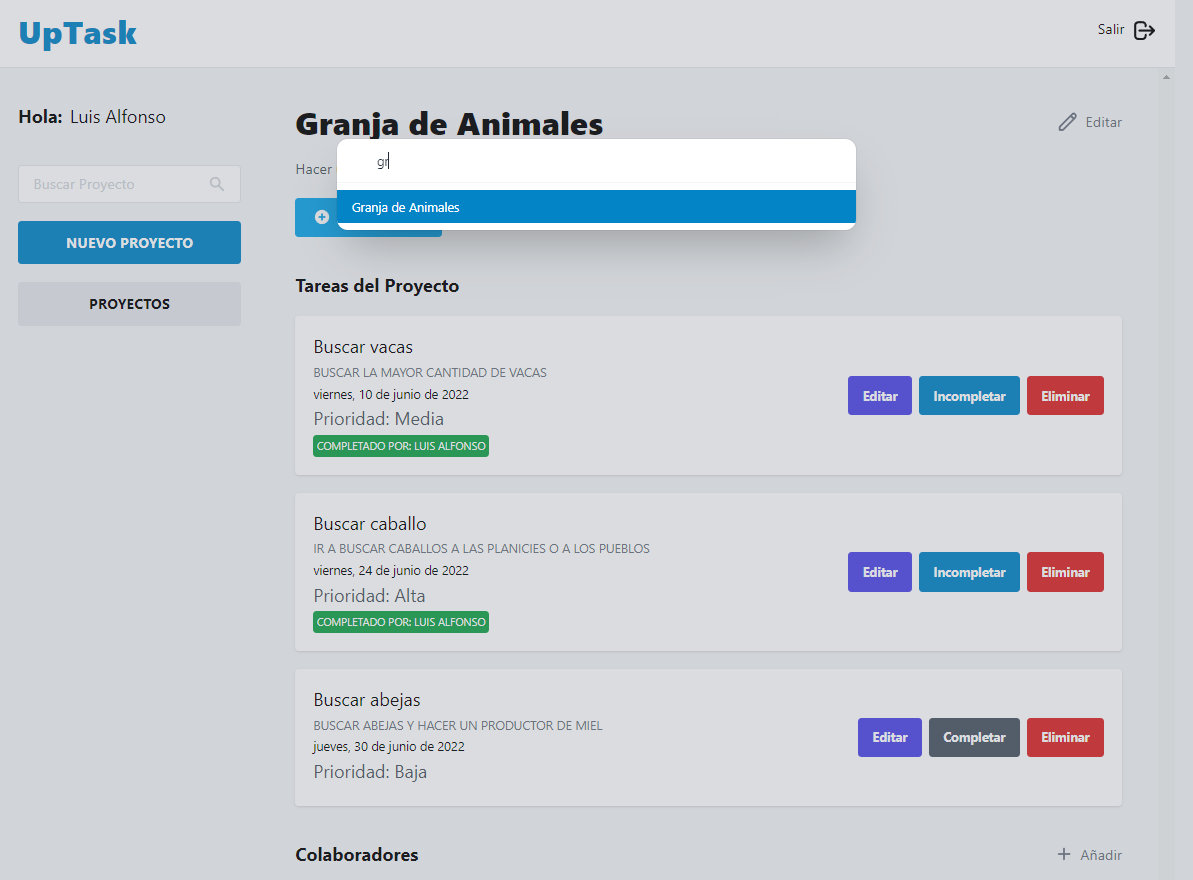 UpTask
Salir
Hola: Luis Alfonso
Buscar Proyecto
NUEVO PROYECTO
PROYECTOS
Granja de Animales
Editar
Hacer
gr
Granja de Animales
Tareas del Proyecto
Buscar vacas
BUSCAR LA MAYOR CANTIDAD DE VACAS
viernes, 10 de junio de 2022
Prioridad: Media
COMPLETADO POR: LUIS ALFONSO
Editar Incompletar Eliminar
Buscar caballo
IR A BUSCAR CABALLOS A LAS PLANICIES O A LOS PUEBLOS
viernes, 24 de junio de 2022
Prioridad: Alta
COMPLETADO POR: LUIS ALFONSO
Editar Incompletar Eliminar
Buscar abejas
BUSCAR ABEJAS Y HACER UN PRODUCTOR DE MIEL
jueves, 30 de junio de 2022
Prioridad: Baja
Editar Completar Eliminar
Colaboradores
Añadir